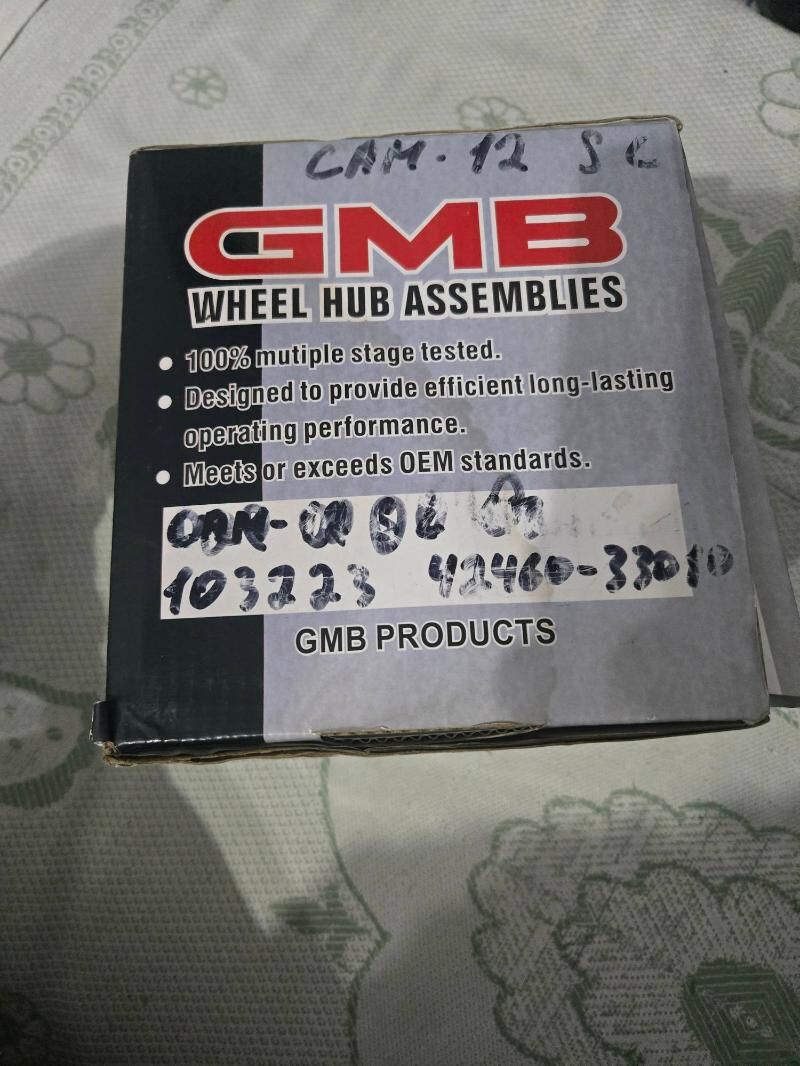 CAM-12 S C
GMB
WHEEL HUB ASSEMBLIES
• 100% mutiple stage tested.
• Designed to provide efficient long-lasting
operating performance.
• Meets or exceeds OEM standards.
103223 42460-33010
GMB PRODUCTS